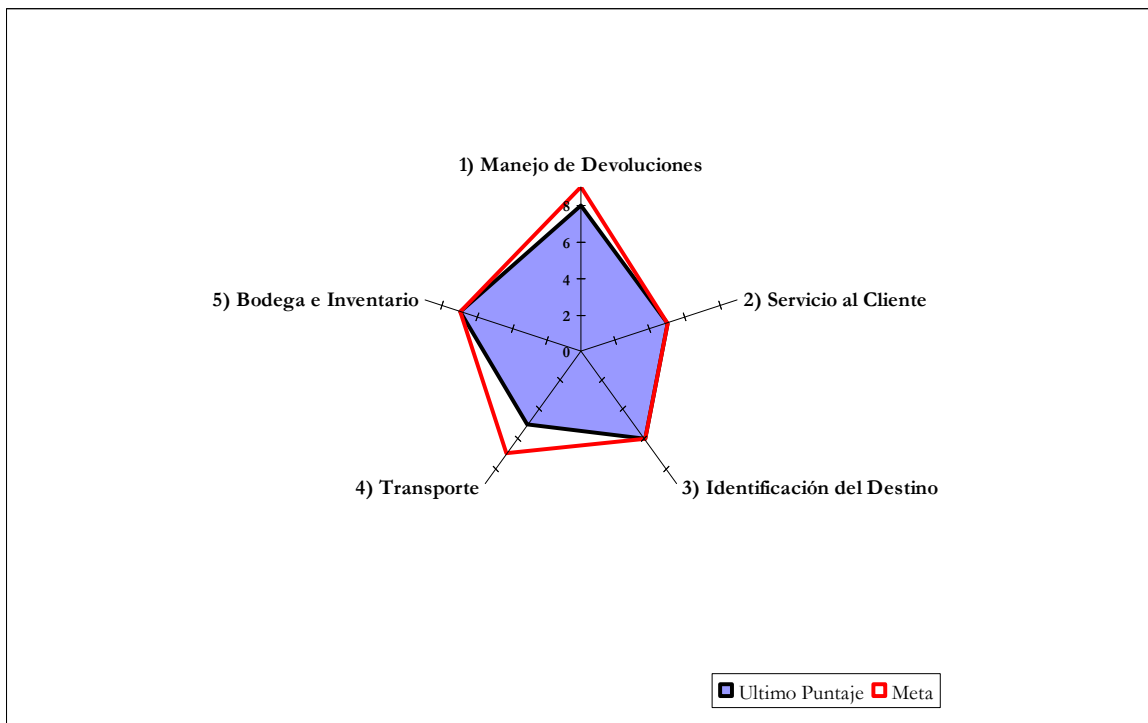 1) Manejo de Devoluciones
8
6
5) Bodega e Inventario
2) Servicio al Cliente
4
2
0
4) Transporte
3) Identificación del Destino
Ultimo Puntaje
Meta